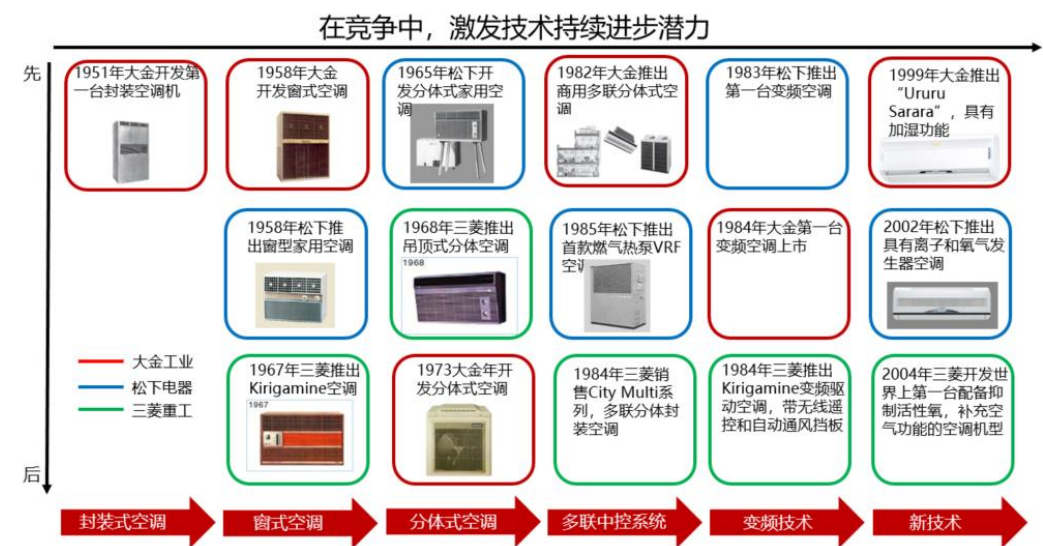 在竞争中，激发技术持续进步潜力
先
1951年大金开发第
一台封装空调机
1958年大金
开发窗式空调
1965年松下开
发分体式家用空
调
1982年大金推出
商用多联分体式空
调
1983年松下推出
第一台变频空调
1999年大金推出
“Ururu
Sarara”，具有
加湿功能
1958年松下推
出窗型家用空调
1968年三菱推出
吊顶式分体空调
1968
1985年松下推出
首款燃气热泵VRF
空调
1984年大金第一台
变频空调上市
2002年松下推出
具有离子和氧气发
生器空调
大金工业
松下电器
三菱重工
1967年三菱推出
Kirigamine空调
1967
1973大金年开
发分体式空调
1984年三菱销
售City Multi系
列，多联分体封
装空调
1984年三菱推出
Kirigamine变频驱
动空调，带无线遥
控和自动通风挡板
2004年三菱开发世
界上第一台配备抑
制活性氧，补充空
气功能的空调机型
后
封装式空调
窗式空调
分体式空调
多联中控系统
变频技术
新技术